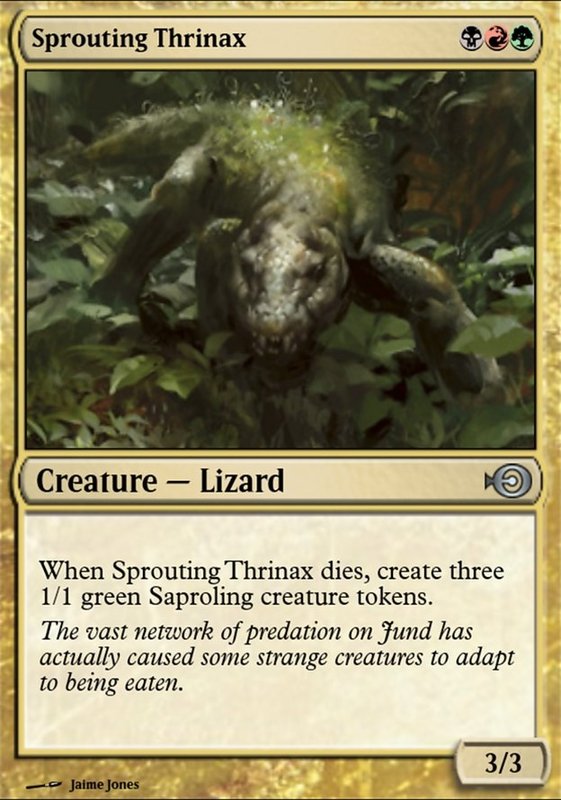 Sprouting Thrinax
Creature — Lizard
When Sprouting Thrinax dies, create three
1/1 green Saproling creature tokens.
The vast network of predation on Jund has
actually caused some strange creatures to adapt
to being eaten.
3/3
Jaime Jones